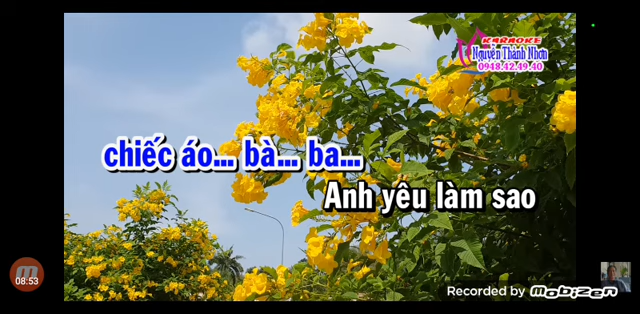 KARAOKE
Nguyễn Thành Nhơn
0948.42.49.40
chiếc áo... bà... ba...
Anh yêu làm sao
08:53
Recorded by mobizen